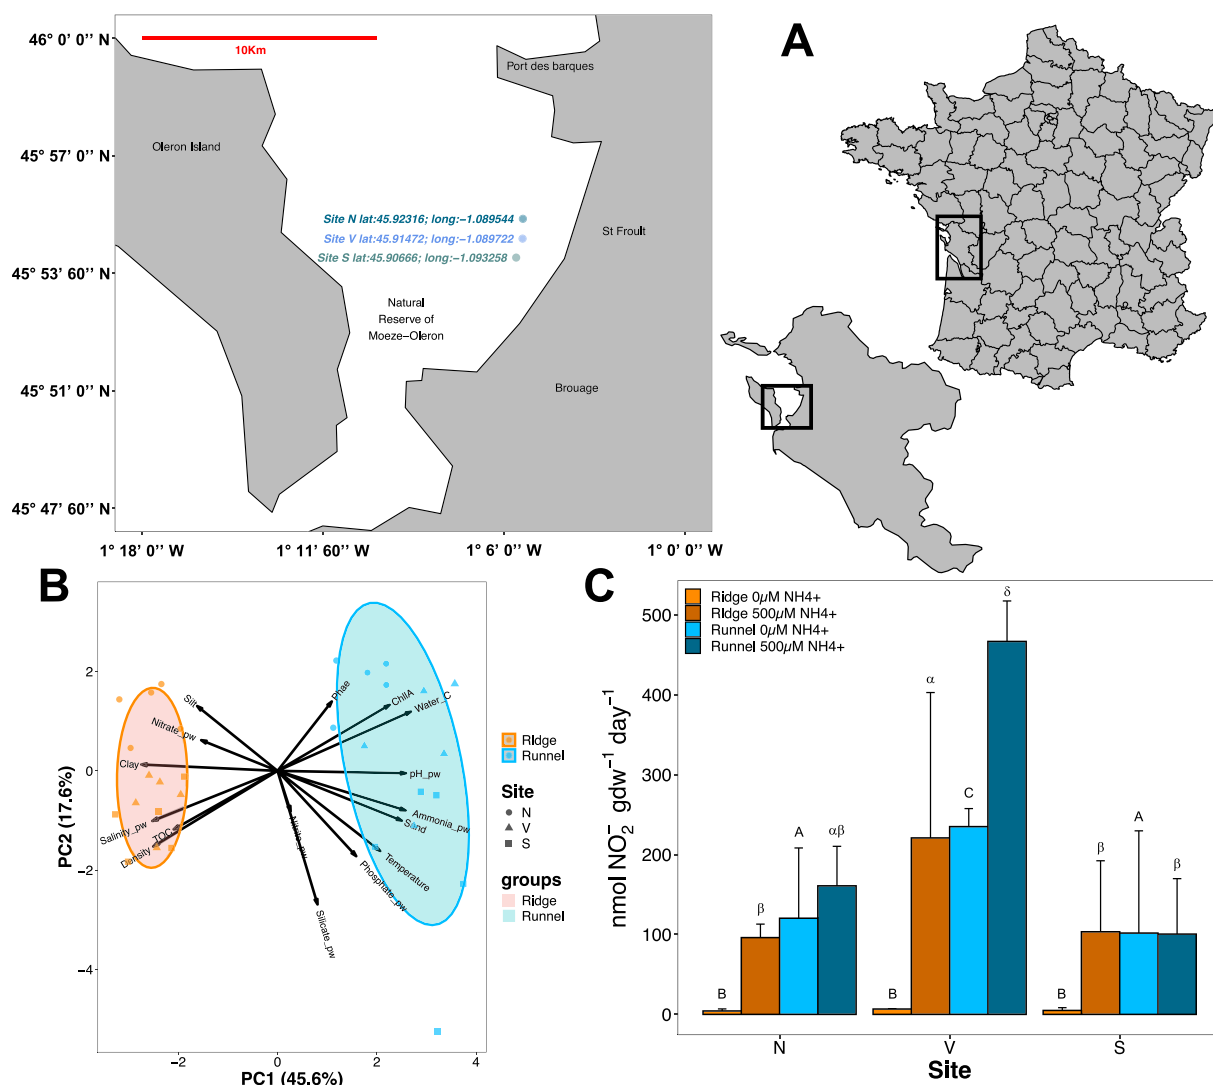 A
46° 0' 0'' N
45° 57' 0'' N
45° 53' 60'' N
45° 51' 0'' N
45° 47' 60'' N
10Km
Port des barques
Oleron Island
Site N lat:45.92316; long:−1.089544
Site V lat:45.91472; long:−1.089722
Site S lat:45.90666; long:−1.093258
St Froult
Natural
Reserve of
Moeze−Oleron
Brouage
1° 18' 0'' W
1° 11' 60'' W
1° 6' 0'' W
1° 0' 0'' W
B
PC2 (17.6%)
2
0
−2
−4
Silt
Nitrate_pw
Clay
Salinity_pw
TOC
Density
Phae
ChllA
Water_C
pH_pw
Ammonia_pw
Sand
Temperature
Phosphate_pw
Nitrite_pw
Silicate_pw
−2
0
2
4
PC1 (45.6%)
Ridge
Runnel
Site
N
V
S
groups
Ridge
Runnel
C
nmol NO₂⁻ gdw⁻¹ day⁻¹
500
400
300
200
100
0
Ridge 0µM NH4+
RIdge 500µM NH4+
Runnel 0µM NH4+
Runnel 500µM NH4+
B
β
A
αβ
B
α
C
δ
B
β
A
β
N
V
S
Site